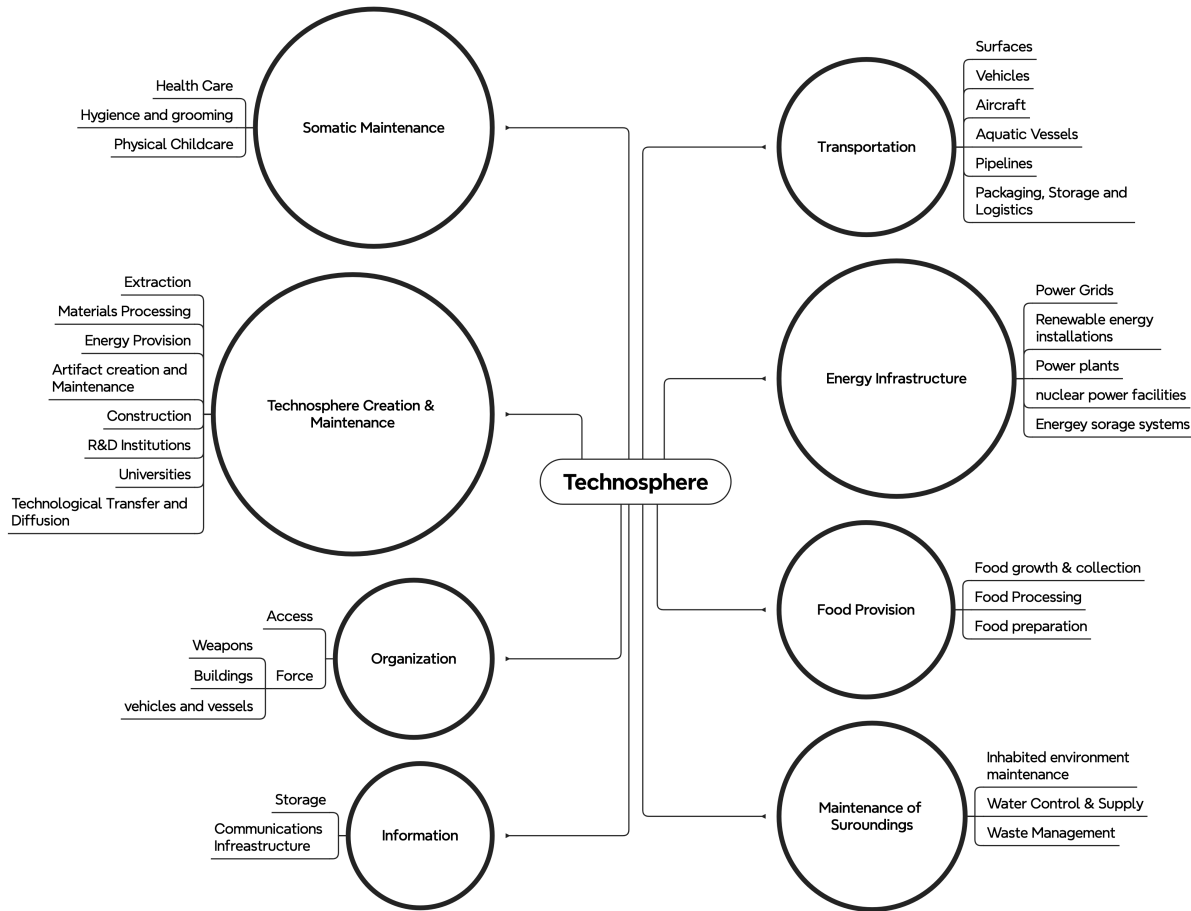 Health Care
Hygience and grooming
Physical Childcare
Somatic Maintenance
Extraction
Materials Processing
Energy Provision
Artifact creation and
Maintenance
Construction
R&D Institutions
Universities
Technological Transfer and
Diffusion
Technosphere Creation &
Maintenance
Access
Weapons
Buildings
Force
vehicles and vessels
Organization
Storage
Communications
Infreastructure
Information
Technosphere
Transportation
Surfaces
Vehicles
Aircraft
Aquatic Vessels
Pipelines
Packaging, Storage and
Logistics
Energy Infrastructure
Power Grids
Renewable energy
installations
Power plants
nuclear power facilities
Energey sorage systems
Food Provision
Food growth & collection
Food Processing
Food preparation
Maintenance of
Suroundings
Inhabited environment
maintenance
Water Control & Supply
Waste Management